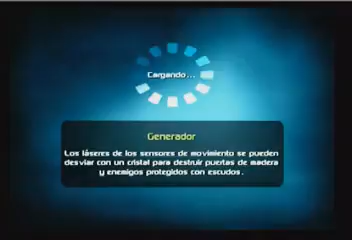 Cargando...
Generador
Los láseres de los sensores de movimiento se pueden
desviar con un cristal para destruir puertas de madera
y enemigos protegidos con escudos.